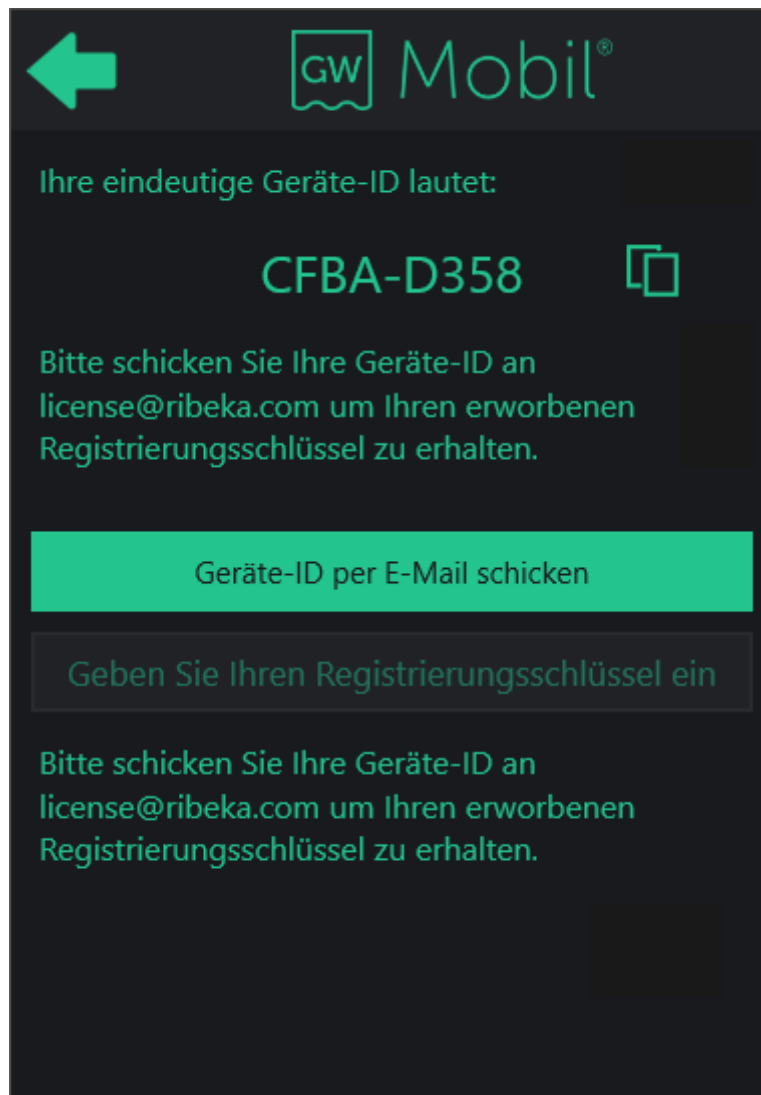 GW Mobil®
Ihre eindeutige Geräte-ID lautet:
CFBA-D358
Bitte schicken Sie Ihre Geräte-ID an
license@ribeka.com um Ihren erworbenen
Registrierungsschlüssel zu erhalten.
Geräte-ID per E-Mail schicken
Geben Sie Ihren Registrierungsschlüssel ein
Bitte schicken Sie Ihre Geräte-ID an
license@ribeka.com um Ihren erworbenen
Registrierungsschlüssel zu erhalten.